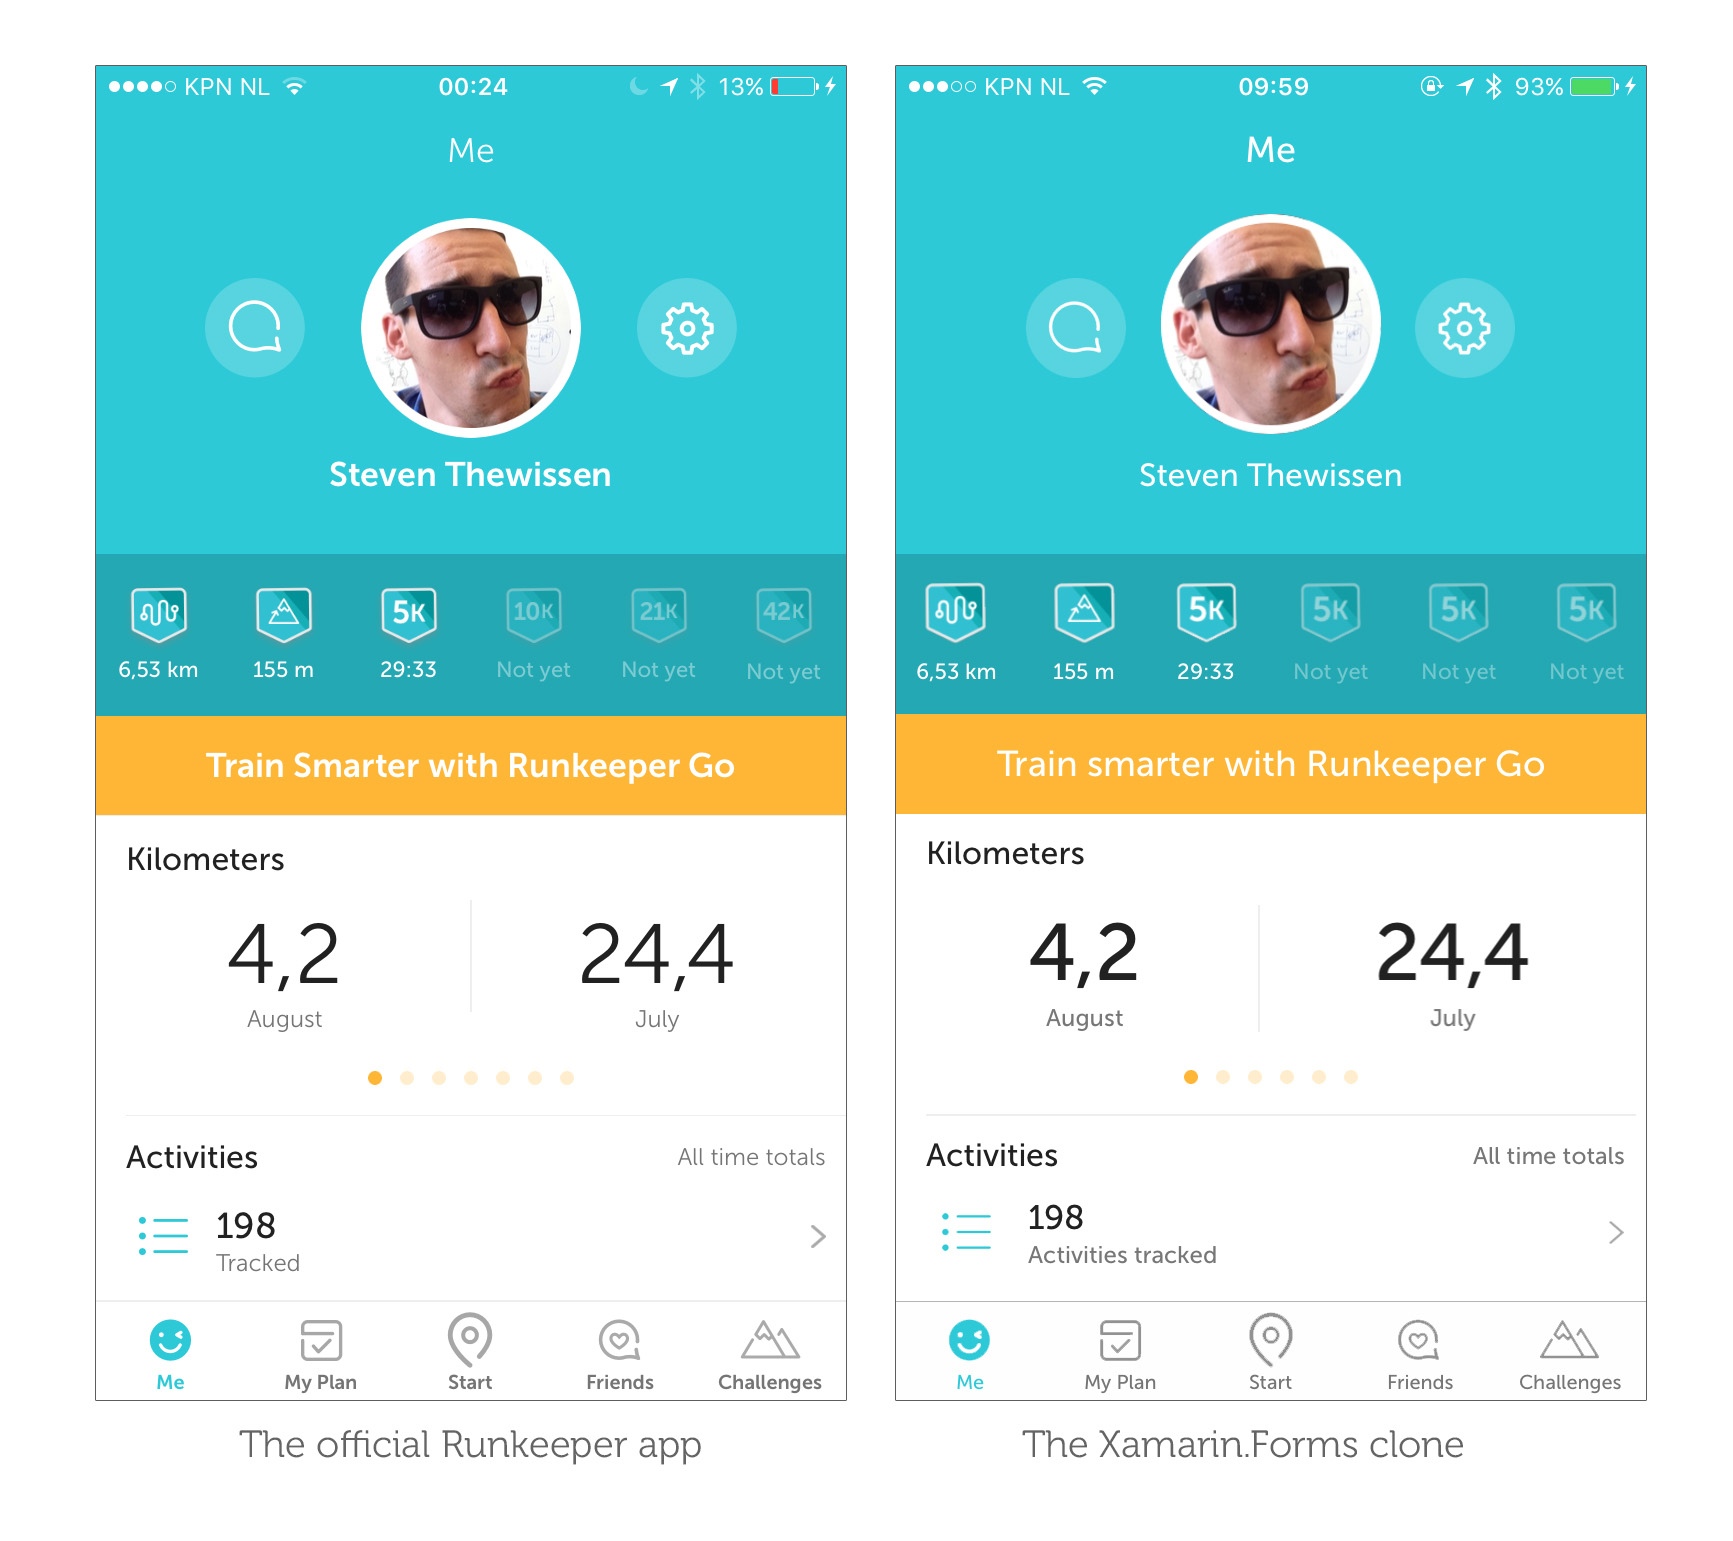 KPN NL 00:24 13%
Me
Steven Thewissen
5K 10K 21K 42K
6,53 km 155 m 29:33 Not yet Not yet Not yet
Train Smarter with Runkeeper Go
Kilometers
4,2 24,4
August July
Activities All time totals
198
Tracked
Me My Plan Start Friends Challenges
The official Runkeeper app
KPN NL 09:59 93%
Me
Steven Thewissen
5K 5K 5K 5K
6,53 km 155 m 29:33 Not yet Not yet Not yet
Train smarter with Runkeeper Go
Kilometers
4,2 24,4
August July
Activities All time totals
198
Activities tracked
Me My Plan Start Friends Challenges
The Xamarin.Forms clone